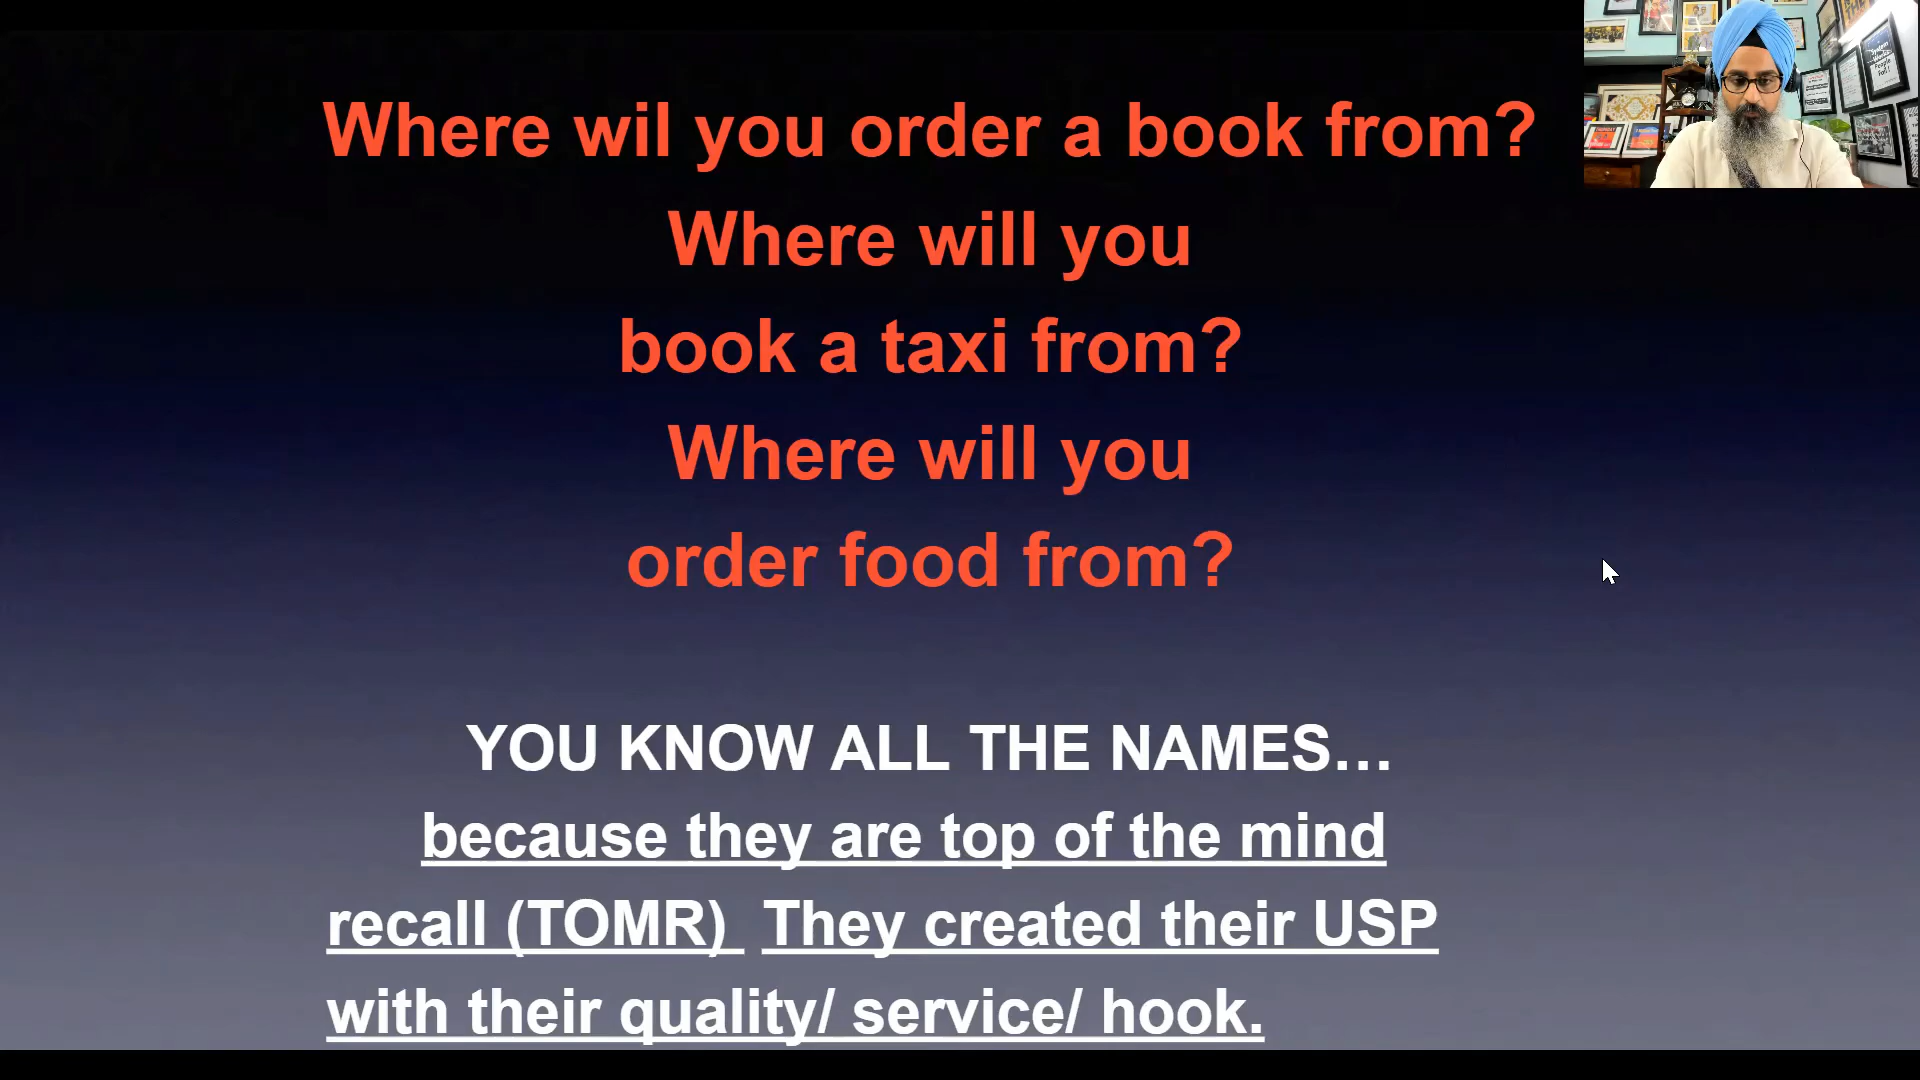 Where wil you order a book from?
Where will you
book a taxi from?
Where will you
order food from?
YOU KNOW ALL THE NAMES…
because they are top of the mind
recall (TOMR)  They created their USP
with their quality/ service/ hook.